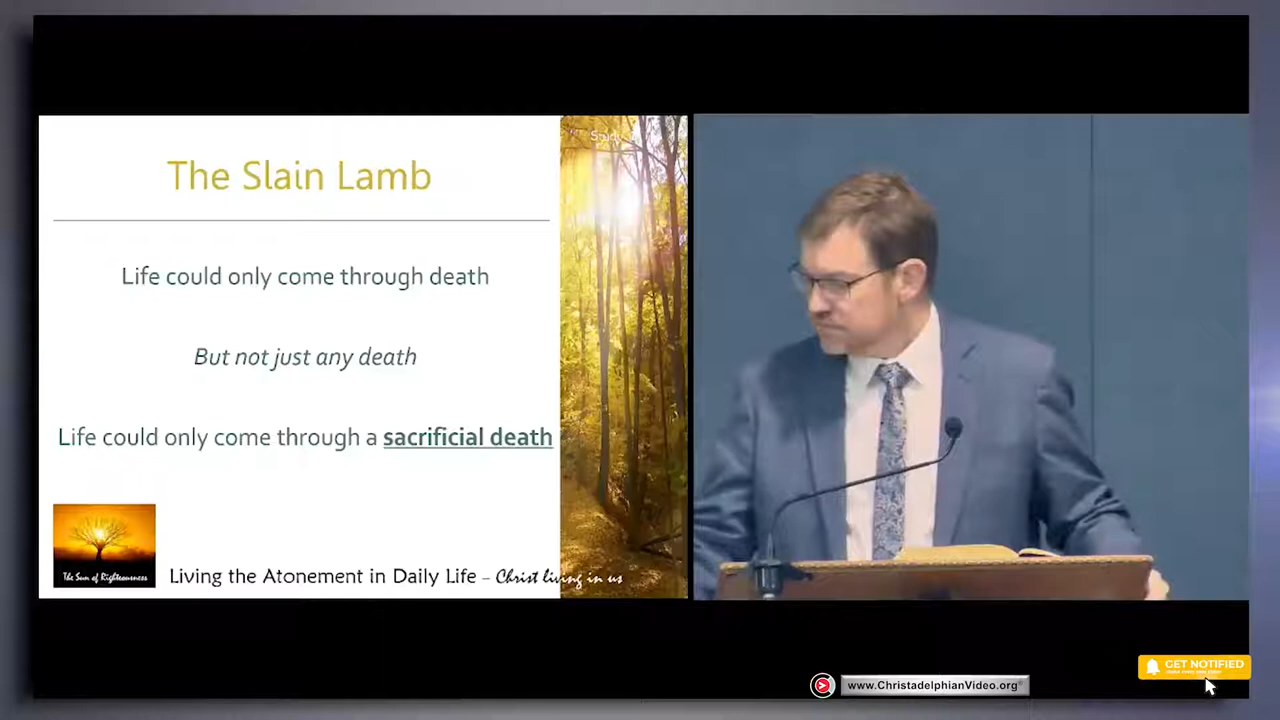 Study
The Slain Lamb
Life could only come through death
But not just any death
Life could only come through a sacrificial death
The Sun of Righteousness
Living the Atonement in Daily Life – Christ living in us
GET NOTIFIED
www.ChristadelphianVideo.org